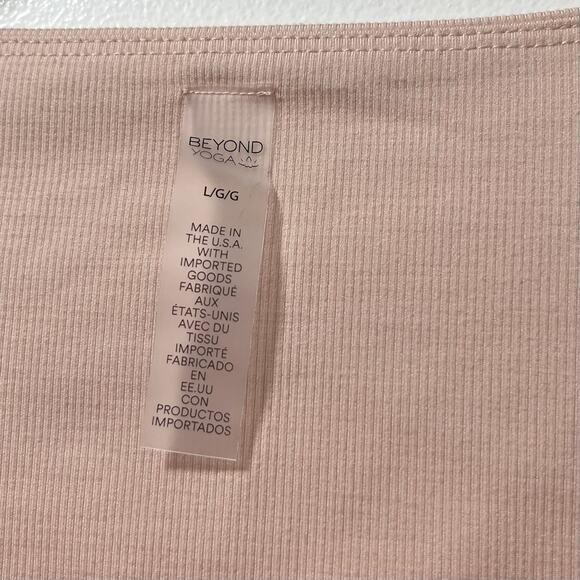 BEYOND
YOGA
L/G/G
MADE IN
THE U.S.A.
WITH
IMPORTED
GOODS
FABRIQUÉ
AUX
ÉTATS-UNIS
AVEC DU
TISSU
IMPORTÉ
FABRICADO
EN
EE.UU
CON
PRODUCTOS
IMPORTADOS